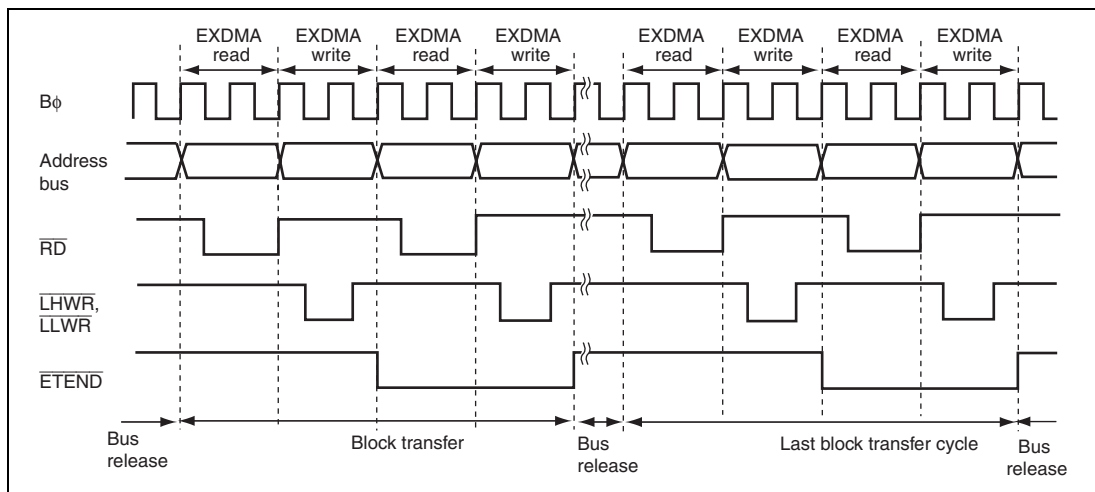 EXDMA read
EXDMA write
EXDMA read
EXDMA write
EXDMA read
EXDMA write
EXDMA read
EXDMA write
Bφ
Address bus
RD
LHWR,
LLWR
ETEND
Bus release
Block transfer
Bus release
Last block transfer cycle
Bus release